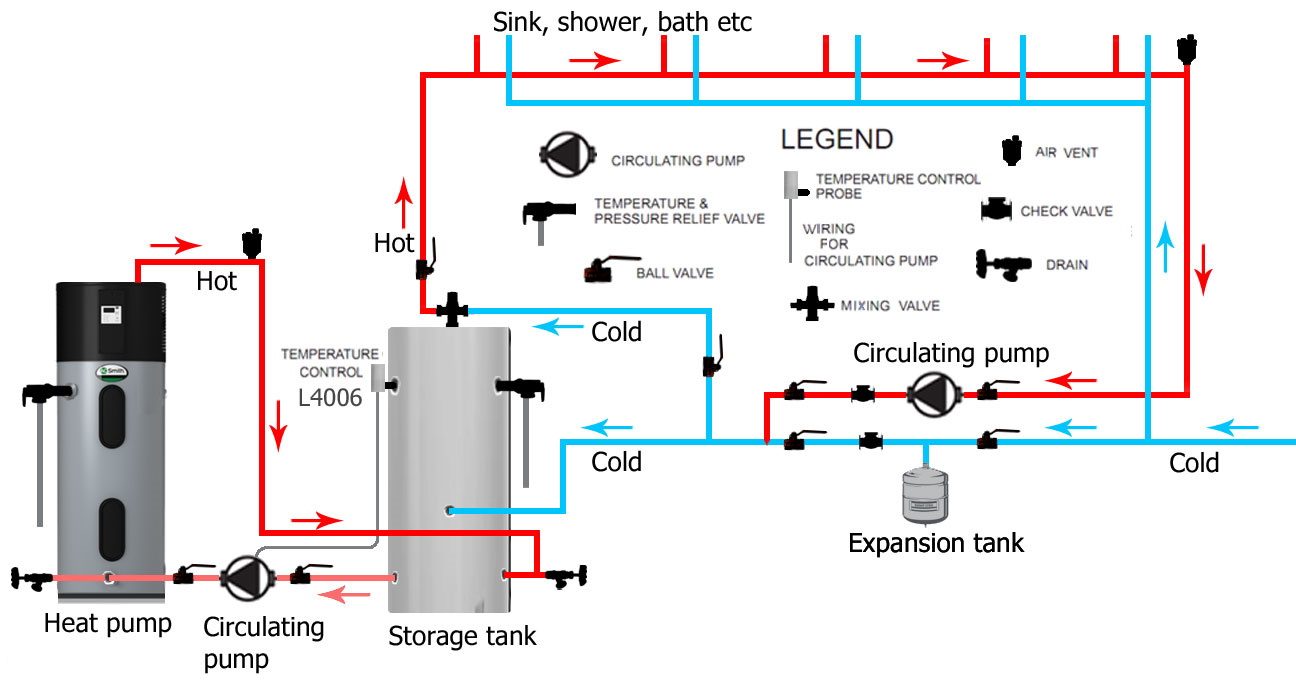 Sink, shower, bath etc
LEGEND
CIRCULATING PUMP
TEMPERATURE &
PRESSURE RELIEF VALVE
BALL VALVE
TEMPERATURE CONTROL
PROBE
WIRING
FOR
CIRCULATING PUMP
MIXING VALVE
AIR VENT
CHECK VALVE
DRAIN
Hot
Hot
Cold
TEMPERATURE
CONTROL
L4006
Smith
Circulating pump
Cold
Cold
Expansion tank
Heat pump
Circulating
pump
Storage tank